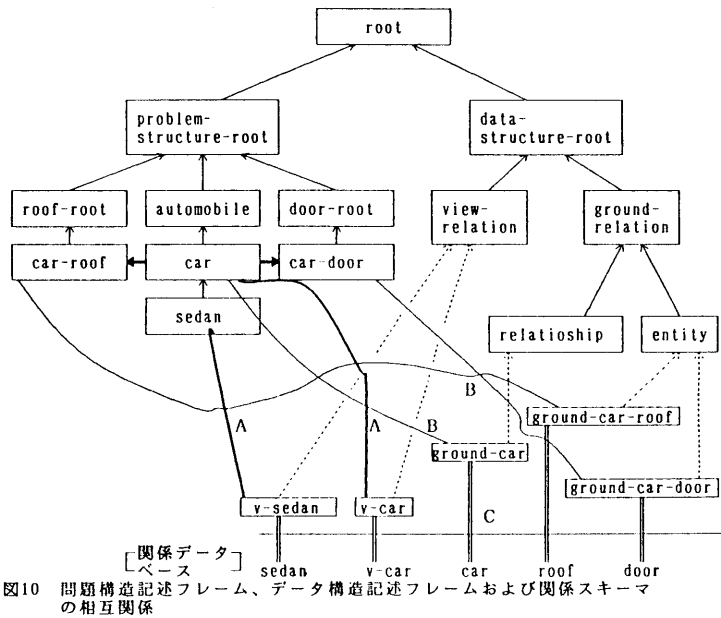 root
problem-
structure-root
data-
structure-root
roof-root
automobile
door-root
view-
relation
ground-
relation
car-roof
car
car-door
sedan
relatioship
entity
B
ground-car-roof
A
B
A
ground-car
ground-car-door
v-sedan
v-car
C
関係データ
ベース
sedan
v-car
car
roof
door
図10 問題構造記述フレーム、データ構造記述フレームおよび関係スキーマ
の相互関係